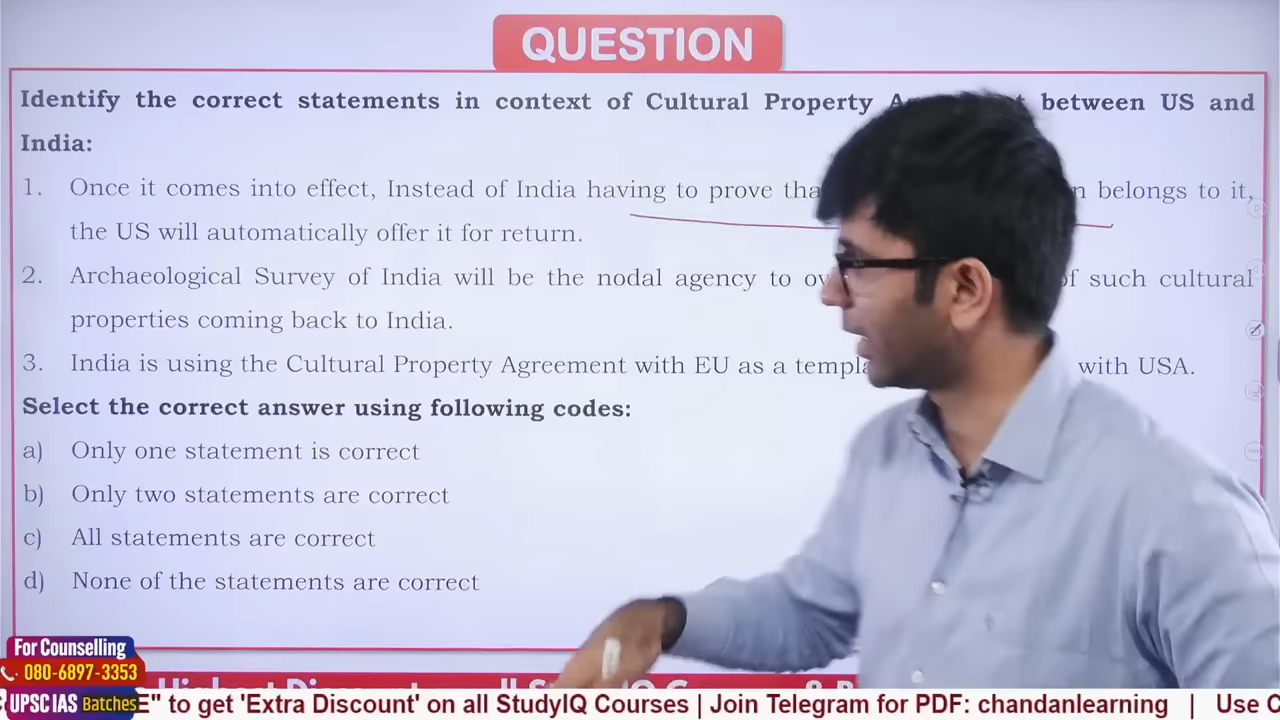 QUESTION
Identify the correct statements in context of Cultural Property between US and
India:
1. Once it comes into effect, Instead of India having to prove belongs to it,
the US will automatically offer it for return.
2. Archaeological Survey of India will be the nodal agency to such cultural
properties coming back to India.
3. India is using the Cultural Property Agreement with EU as a with USA.
Select the correct answer using following codes:
a) Only one statement is correct
b) Only two statements are correct
c) All statements are correct
d) None of the statements are correct
For Counselling
080-6897-3353
UPSC IAS Batches
" to get 'Extra Discount' on all StudyIQ Courses | Join Telegram for PDF: chandanlearning | Use